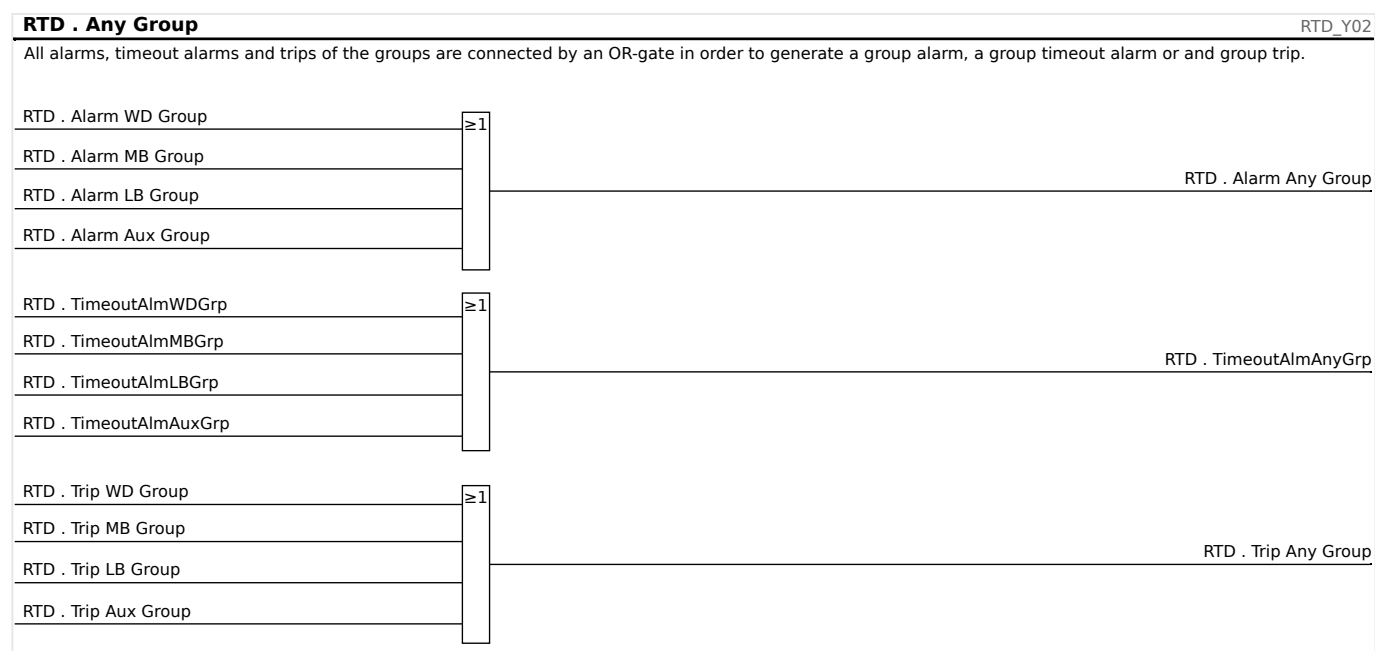 RTD . Any Group
RTD_Y02
All alarms, timeout alarms and trips of the groups are connected by an OR-gate in order to generate a group alarm, a group timeout alarm or and group trip.
RTD . Alarm WD Group
≥1
RTD . Alarm MB Group
RTD . Alarm Any Group
RTD . Alarm LB Group
RTD . Alarm Aux Group
RTD . TimeoutAlmWDGrp
≥1
RTD . TimeoutAlmMBGrp
RTD . TimeoutAlmAnyGrp
RTD . TimeoutAlmLBGrp
RTD . TimeoutAlmAuxGrp
RTD . Trip WD Group
≥1
RTD . Trip MB Group
RTD . Trip Any Group
RTD . Trip LB Group
RTD . Trip Aux Group